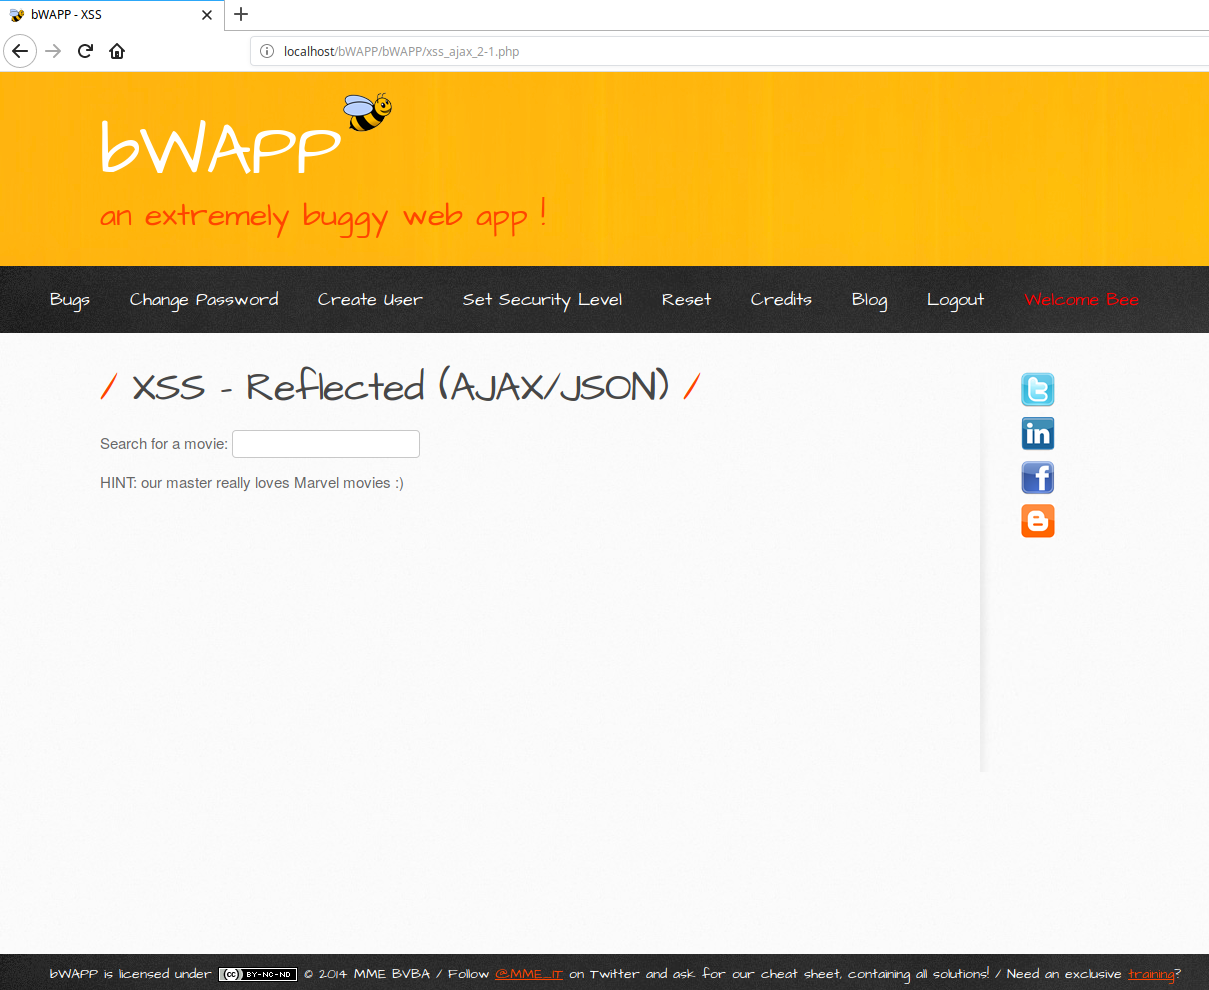 bWAPP - XSS
localhost/bWAPP/bWAPP/xss_ajax_2-1.php
bWAPP
an extremely buggy web app !
Bugs Change Password Create User Set Security Level Reset Credits Blog Logout Welcome Bee
/ XSS - Reflected (AJAX/JSON) /
Search for a movie:
HINT: our master really loves Marvel movies :)
bWAPP is licensed under (cc) BY-NC-ND © 2014 MME BVBA / Follow @MME_IT on Twitter and ask for our cheat sheet, containing all solutions! / Need an exclusive training?